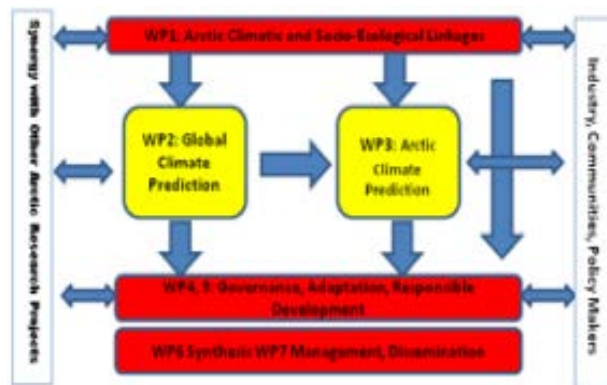 WP1: Arctic Climatic and Socio-Ecological Linkages
Synergy with Other Arctic Research Projects
WP2: Global
Climate
Prediction
WP3: Arctic
Climate
Prediction
Industry, Communities, Policy Makers
WP4, 5: Governance, Adaptation, Responsible
Development
WP6 Synthesis WP7 Management, Dissemination